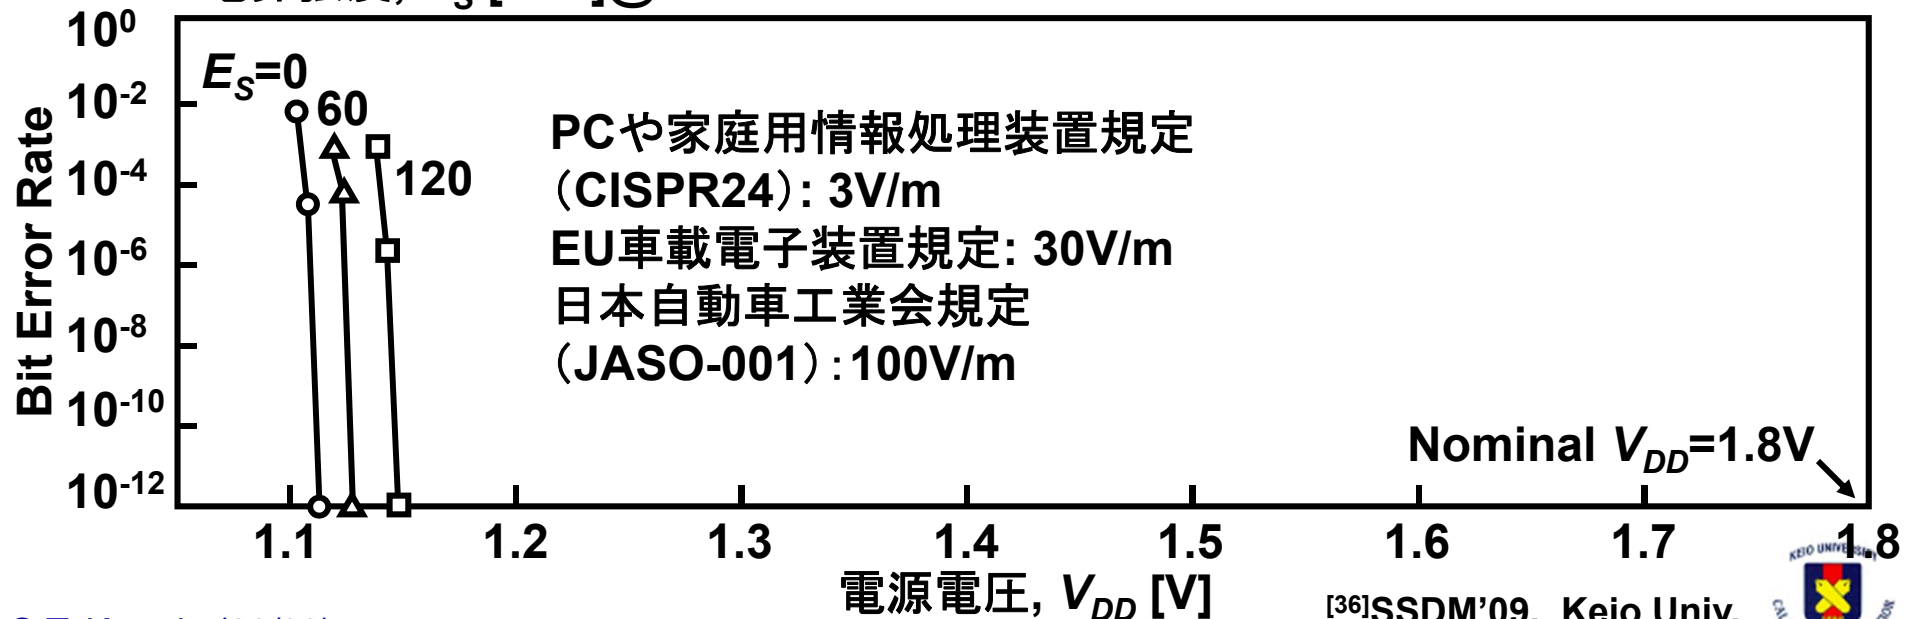 10⁰
10⁻²
10⁻⁴
10⁻⁶
10⁻⁸
10⁻¹⁰
10⁻¹²
Bit Error Rate
E_S=0
60
120
PCや家庭用情報処理装置規定
（CISPR24）: 3V/m
EU車載電子装置規定: 30V/m
日本自動車工業会規定
（JASO-001）:100V/m
Nominal V_DD=1.8V
1.1 1.2 1.3 1.4 1.5 1.6 1.7 1.8
電源電圧, V_DD [V]
[36]SSDM'09, Keio Univ.
KEIO UNIVERSITY